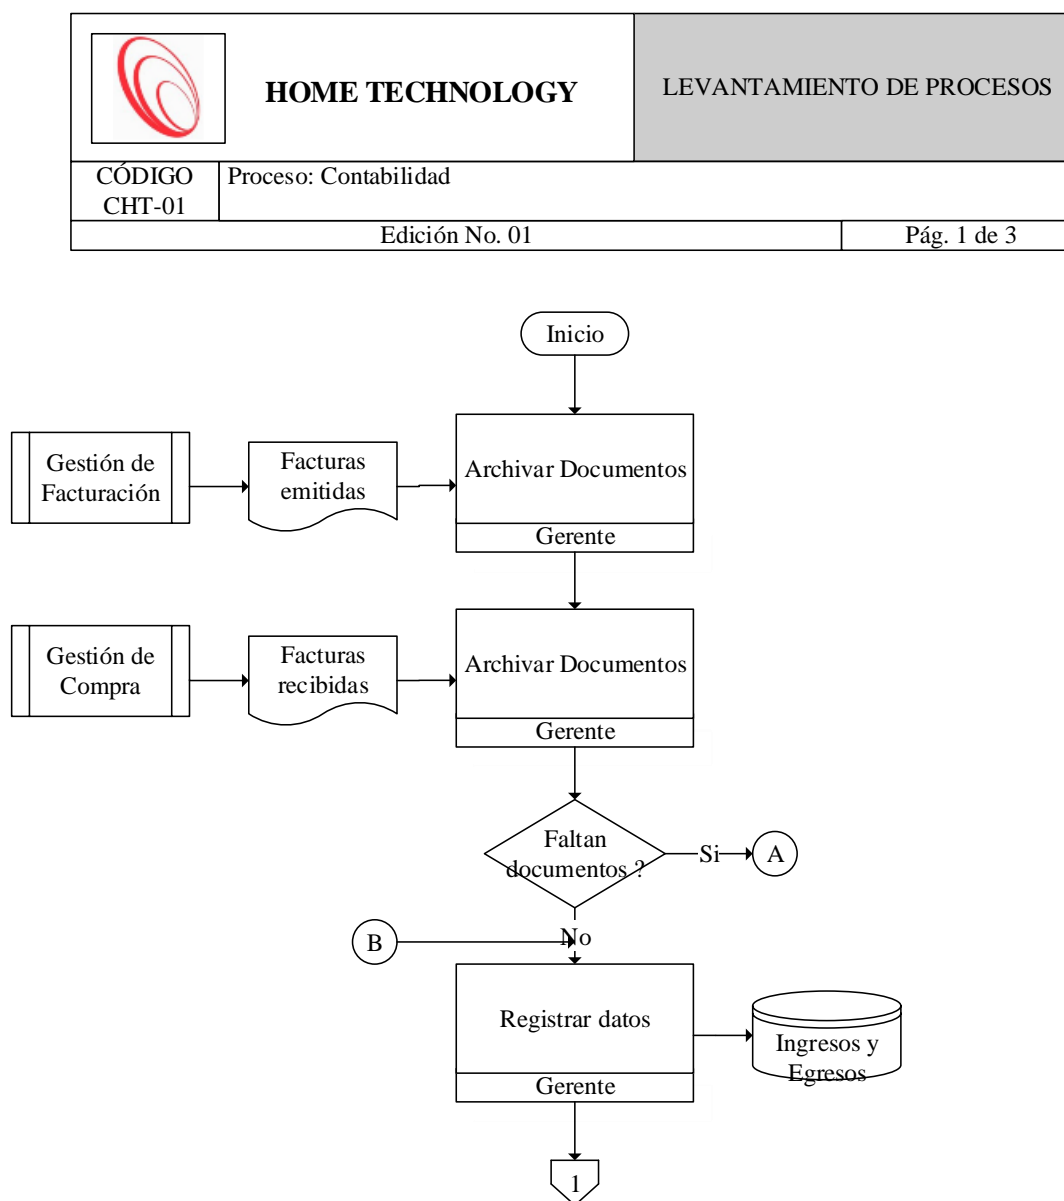 HOME TECHNOLOGY
LEVANTAMIENTO DE PROCESOS
CÓDIGO
CHT-01
Proceso: Contabilidad
Edición No. 01
Pág. 1 de 3
Inicio
Gestión de
Facturación
Facturas
emitidas
Archivar Documentos
Gerente
Gestión de
Compra
Facturas
recibidas
Archivar Documentos
Gerente
Faltan
documentos ?
Si
A
B
No
Registrar datos
Gerente
Ingresos y
Egresos
1